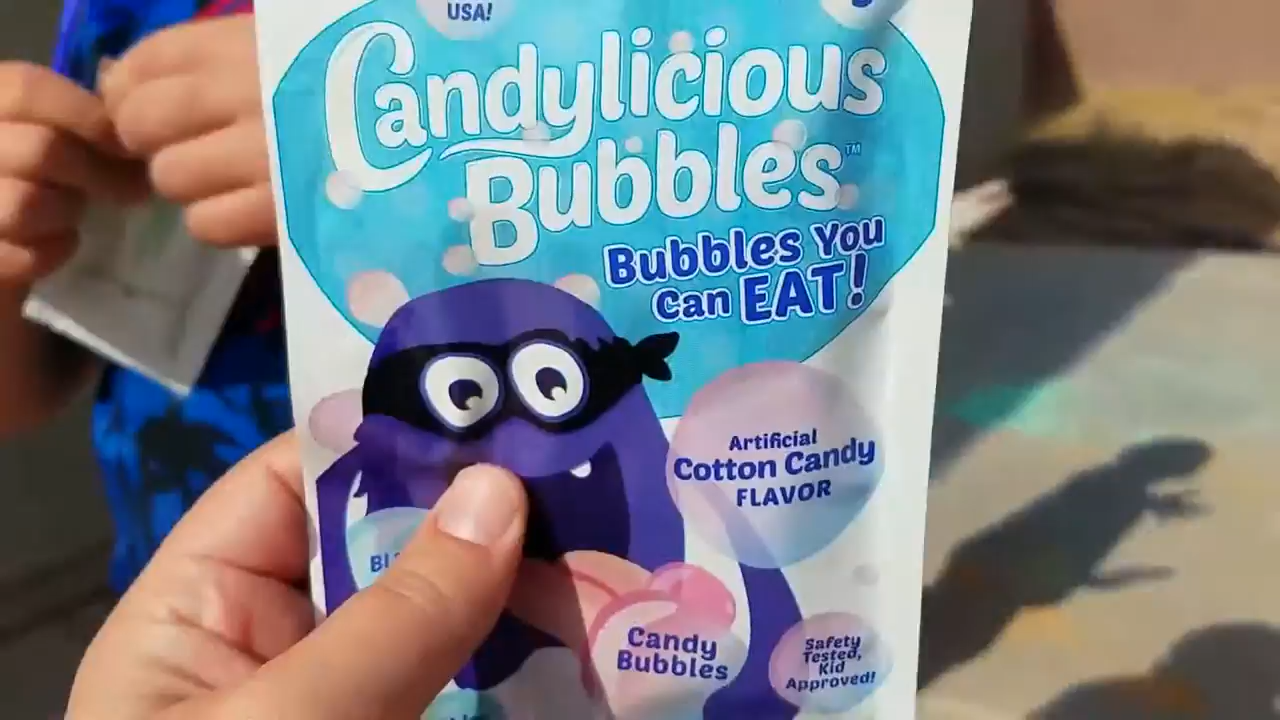 USA!
Candylicious
Bubbles™
Bubbles You
Can EAT!
Artificial
Cotton Candy
FLAVOR
Candy
Bubbles
Safety
Tested,
Kid
Approved!